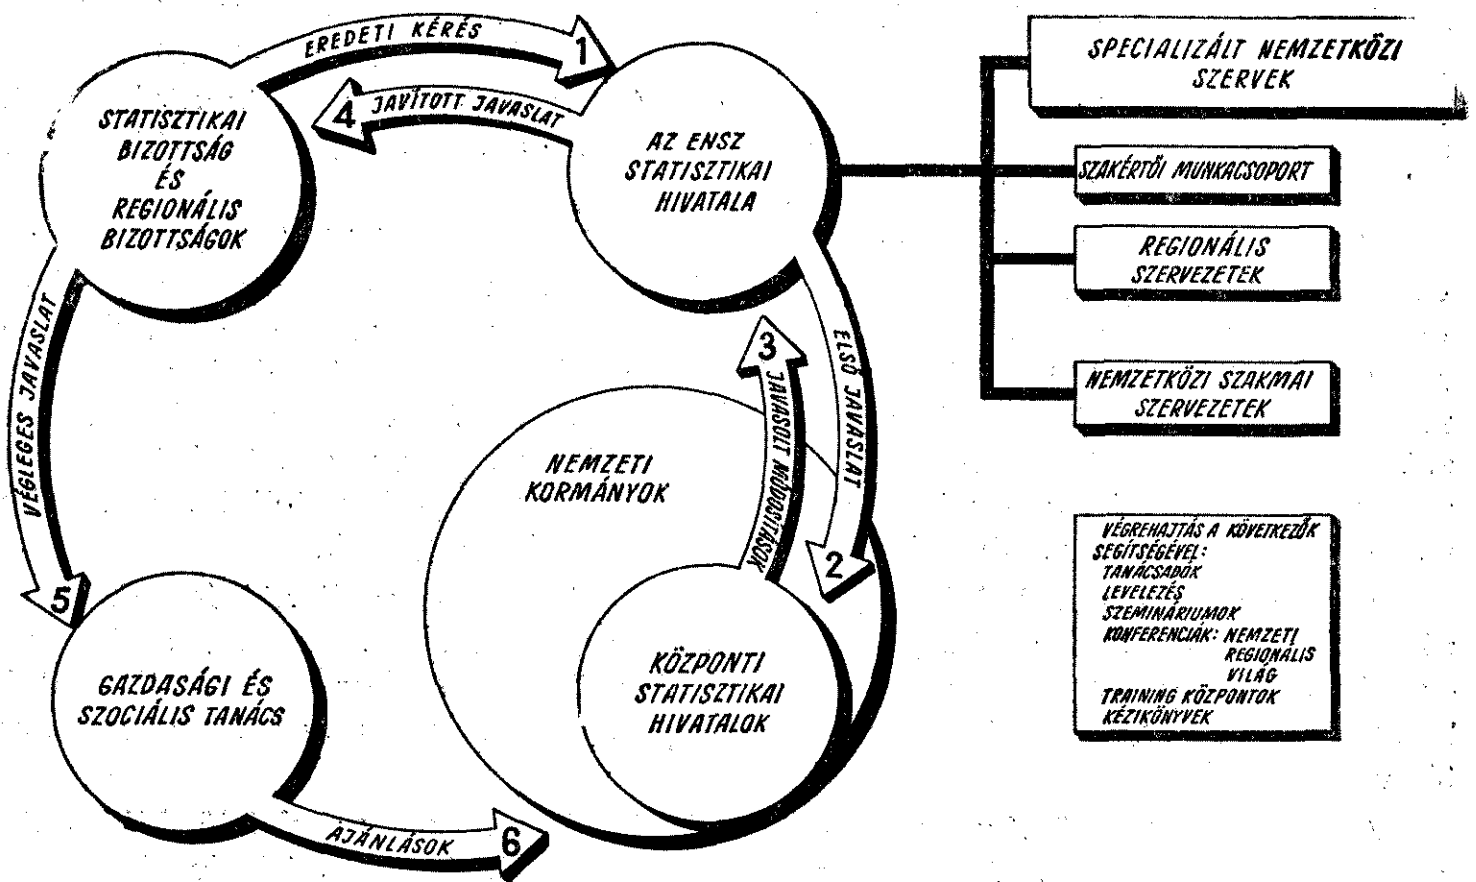 EREDETI KÉRÉS
1
4
JAVÍTOTT JAVASLAT
STATISZTIKAI
BIZOTTSÁG
ÉS
REGIONÁLIS
BIZOTTSÁGOK
AZ ENSZ
STATISZTIKAI
HIVATALA
SPECIALIZÁLT NEMZETKÖZI
SZERVEK
SZAKÉRTŐI MUNKACSOPORT
REGIONÁLIS
SZERVEZETEK
NEMZETKÖZI SZAKMAI
SZERVEZETEK
VÉGLEGES JAVASLAT
5
3
JAVASOLT MÓDOSÍTÁSOK
ELSŐ JAVASLAT
2
NEMZETI
KORMÁNYOK
KÖZPONTI
STATISZTIKAI
HIVATALOK
GAZDASÁGI ÉS
SZOCIÁLIS TANÁCS
AJÁNLÁSOK
6
VÉGREHAJTÁS A KÖVETKEZŐK
SEGÍTSÉGÉVEL:
TANÁCSADÓK
LEVELEZÉS
SZEMINÁRIUMOK
KONFERENCIÁK: NEMZETI
REGIONÁLIS
VILÁG
TRAINING KÖZPONTOK
KÉZIKÖNYVEK